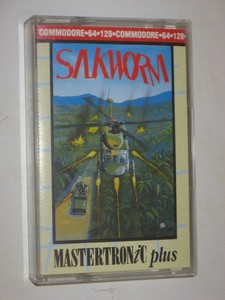 COMMODORE•64•128•COMMODORE•64•128•
SILKWORM
MASTERTRONiC plus